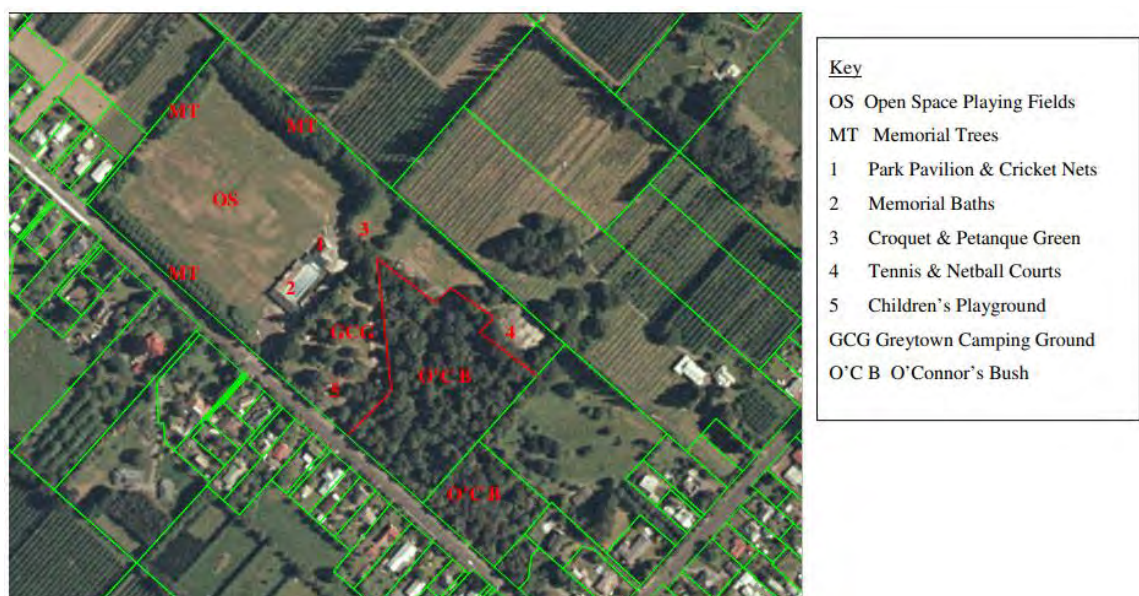 MT
MT
OS
3
1
MT
2
GCG
4
O'C B
5
O'C B
Key
OS Open Space Playing Fields
MT Memorial Trees
1 Park Pavilion & Cricket Nets
2 Memorial Baths
3 Croquet & Petanque Green
4 Tennis & Netball Courts
5 Children's Playground
GCG Greytown Camping Ground
O'C B O'Connor's Bush